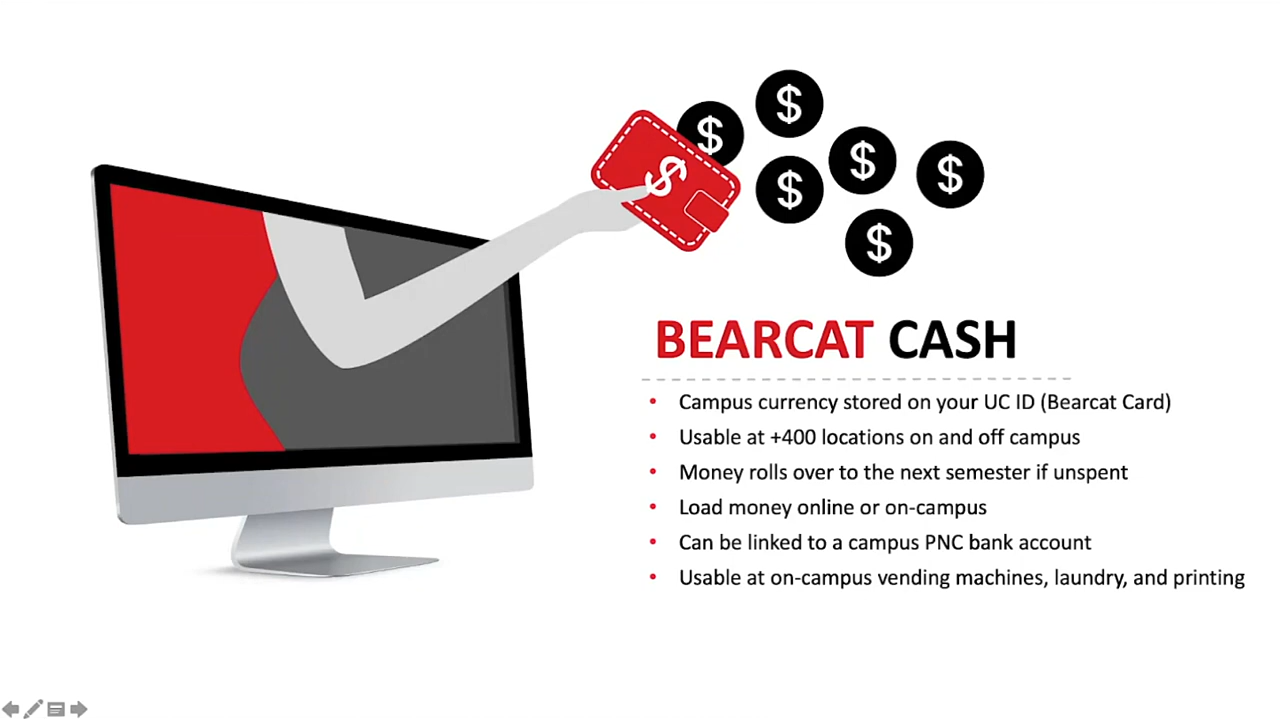 $
$
$
$
$
$
$
BEARCAT CASH
• Campus currency stored on your UC ID (Bearcat Card)
• Usable at +400 locations on and off campus
• Money rolls over to the next semester if unspent
• Load money online or on-campus
• Can be linked to a campus PNC bank account
• Usable at on-campus vending machines, laundry, and printing